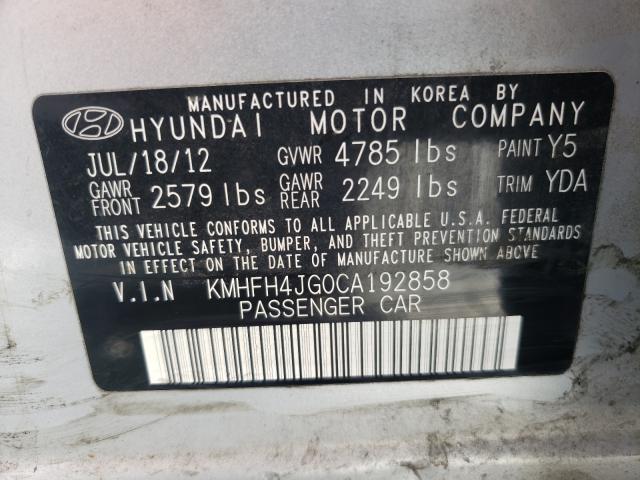 MANUFACTURED IN KOREA BY
HYUNDAI MOTOR COMPANY
JUL/18/12 GVWR 4785 lbs PAINT Y5
GAWR FRONT 2579 lbs GAWR REAR 2249 lbs TRIM YDA
THIS VEHICLE CONFORMS TO ALL APPLICABLE U.S.A. FEDERAL
MOTOR VEHICLE SAFETY, BUMPER, AND THEFT PREVENTION STANDARDS
IN EFFECT ON THE DATE OF MANUFACTURE SHOWN ABOVE
V.I.N KMHFH4JG0CA192858
PASSENGER CAR